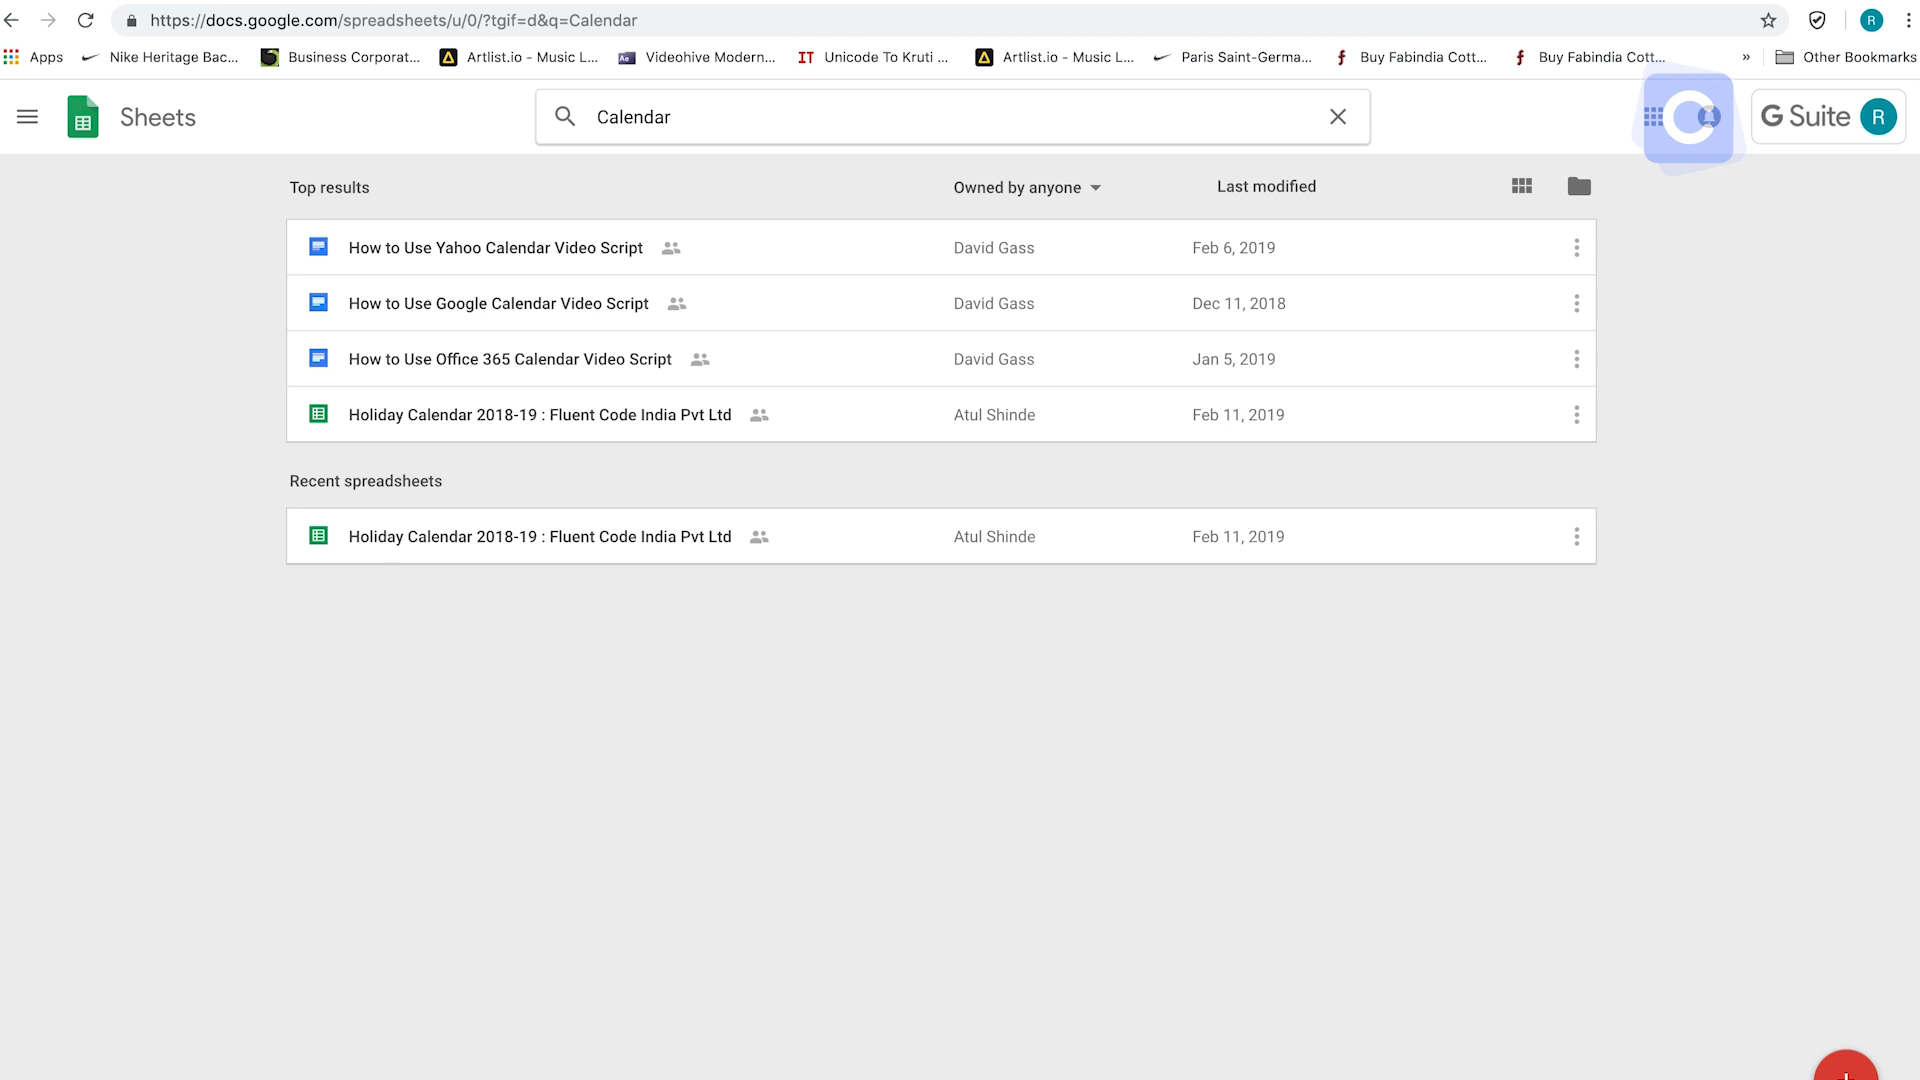 https://docs.google.com/spreadsheets/u/0/?tgif=d&q=Calendar R
Apps Nike Heritage Bac... Business Corporat... Artlist.io - Music L... Ae Videohive Modern... IT Unicode To Kruti ... Artlist.io - Music L... Paris Saint-Germa... Buy Fabindia Cott... Buy Fabindia Cott... » Other Bookmarks
Sheets Calendar G Suite R
Top results Owned by anyone Last modified
How to Use Yahoo Calendar Video Script David Gass Feb 6, 2019
How to Use Google Calendar Video Script David Gass Dec 11, 2018
How to Use Office 365 Calendar Video Script David Gass Jan 5, 2019
Holiday Calendar 2018-19 : Fluent Code India Pvt Ltd Atul Shinde Feb 11, 2019
Recent spreadsheets
Holiday Calendar 2018-19 : Fluent Code India Pvt Ltd Atul Shinde Feb 11, 2019